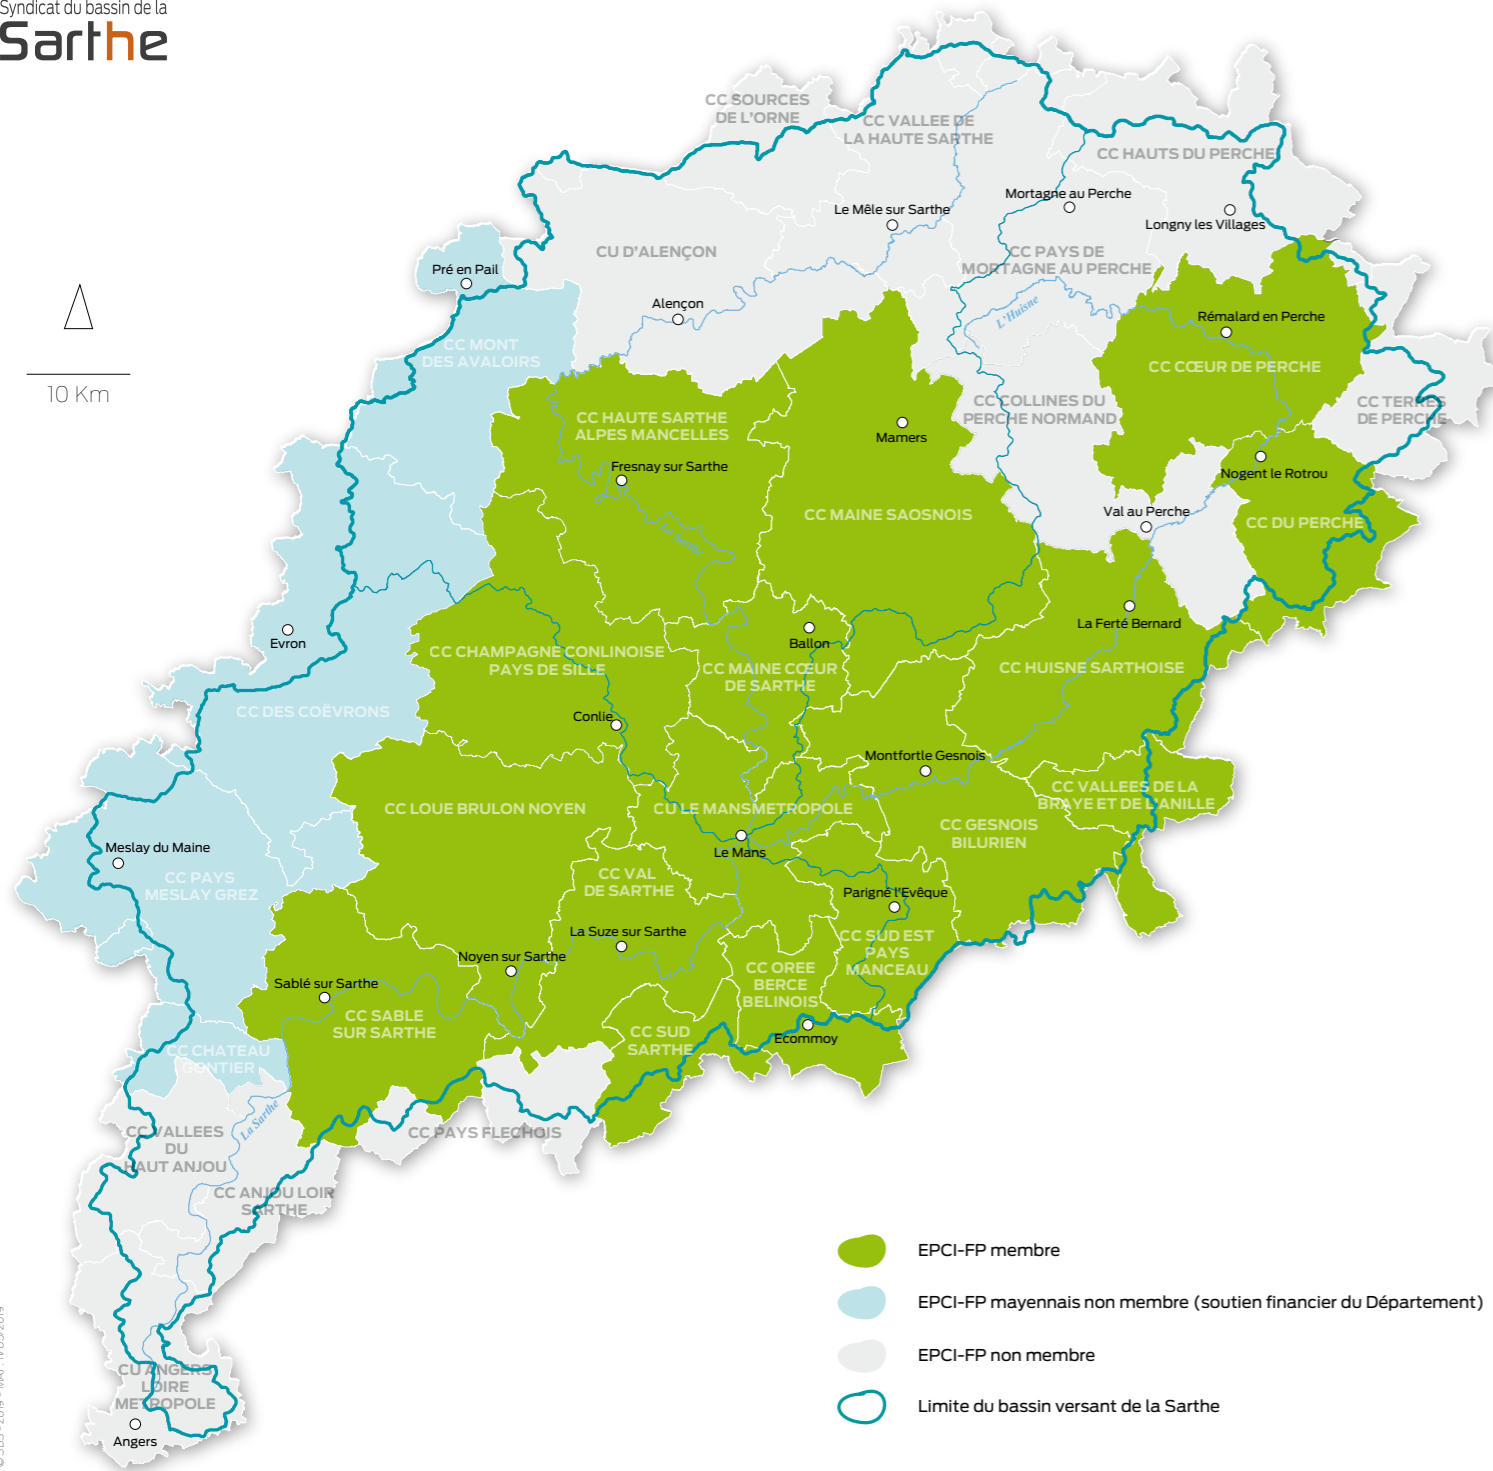 Syndicat du bassin de la
Sarthe
CC SOURCES
DE L'ORNE
CC VALLEE DE
LA HAUTE SARTHE
CC HAUTS DU PERCHE
Mortagne au Perche
Le Mêle sur Sarthe
Longny les Villages
CU D'ALENÇON
CC PAYS DE
MORTAGNE AU PERCHE
Pré en Pail
Alençon
L'Huisne
Rémalard en Perche
CC MONT
DES AVALOIRS
CC CŒUR DE PERCHE
10 Km
CC COLLINES DU
PERCHE NORMAND
CC TERRES
DE PERCHE
CC HAUTE SARTHE
ALPES MANCELLES
Mamers
Fresnay sur Sarthe
Nogent le Rotrou
CC MAINE SAOSNOIS
Val au Perche
CC DU PERCHE
La Sarthe
La Ferté Bernard
Evron
Ballon
CC CHAMPAGNE CONLINOISE
PAYS DE SILLE
CC MAINE CŒUR
DE SARTHE
CC HUISNE SARTHOISE
CC DES COËVRONS
Conlie
Montfortle Gesnois
CC VALLEES DE LA
BRAYE ET DE L'ANILLE
CC LOUE BRULON NOYEN
CU LE MANSMETROPOLE
CC GESNOIS
BILURIEN
Meslay du Maine
Le Mans
CC PAYS
MESLAY GREZ
CC VAL
DE SARTHE
Parigné l'Evêque
La Suze sur Sarthe
CC SUD EST
PAYS
MANCEAU
Noyen sur Sarthe
CC OREE
BERCE
BELINOIS
Sablé sur Sarthe
CC SABLE
SUR SARTHE
CC SUD
SARTHE
Ecommoy
CC CHATEAU
GONTIER
La Sarthe
CC VALLEES
DU
HAUT ANJOU
CC PAYS FLECHOIS
CC ANJOU LOIR
SARTHE
EPCI-FP membre
EPCI-FP mayennais non membre (soutien financier du Département)
EPCI-FP non membre
Limite du bassin versant de la Sarthe
CU ANGERS
LOIRE
METROPOLE
Angers